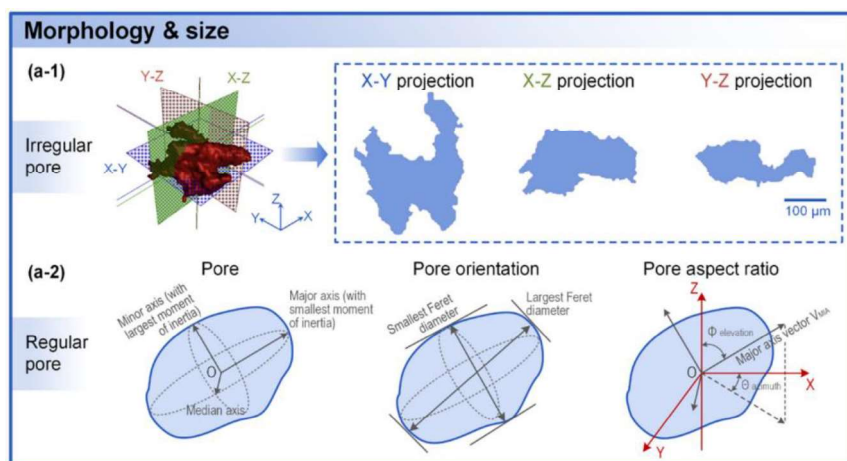 Morphology & size
(a-1)
Irregular
pore
Y-Z
X-Z
X-Y
Z
Y
X
X-Y projection
X-Z projection
Y-Z projection
100 μm
(a-2)
Regular
pore
Pore
Minor axis (with
largest moment
of inertia)
Major axis (with
smallest moment
of inertia)
O
Median axis
Pore orientation
Smallest Feret
diameter
Largest Feret
diameter
Pore aspect ratio
Z
Φ elevation
Major axis vector VMA
O
Θ azimuth
X
Y